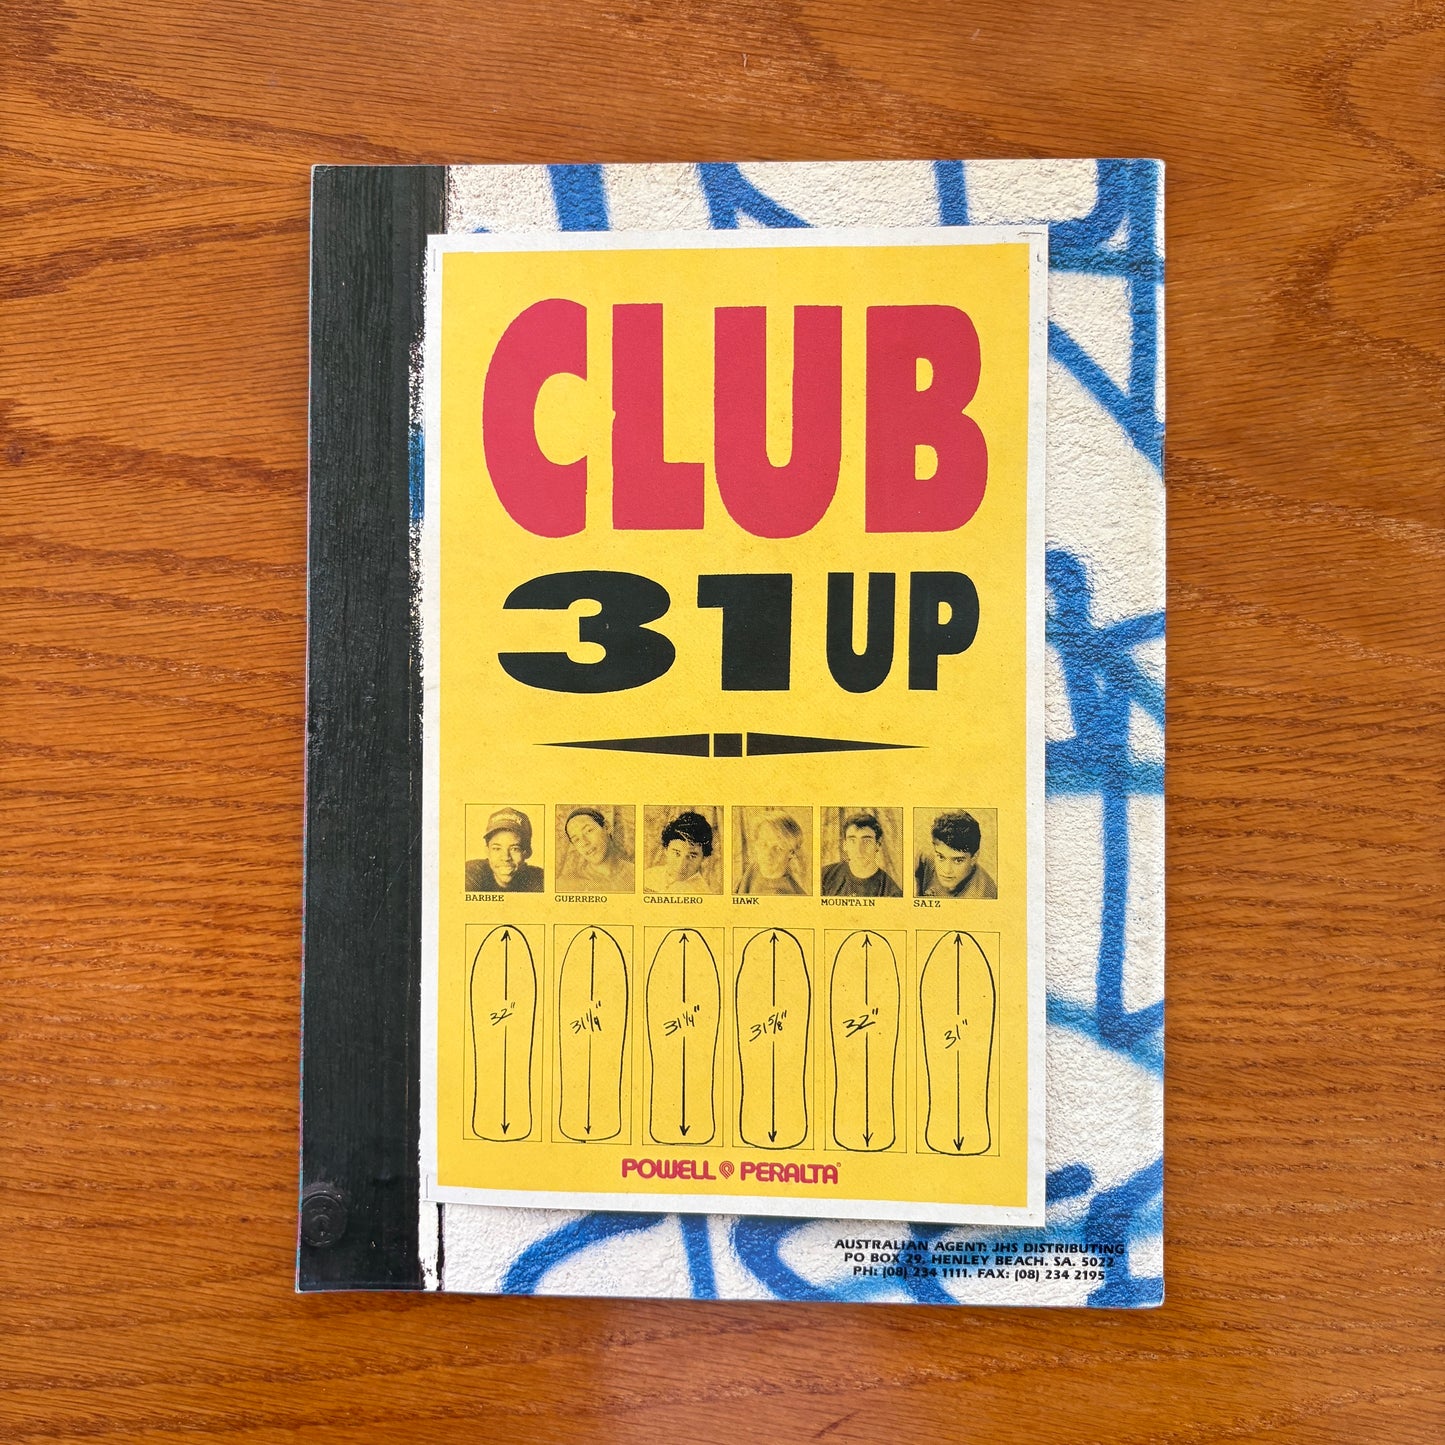 CLUB
31 UP
BARBEE GUERRERO CABALLERO HAWK MOUNTAIN SAIZ
32" 31 1/4" 31 1/4" 31 5/8" 32" 31"
POWELL PERALTA
AUSTRALIAN AGENT: JHS DISTRIBUTING
PO BOX 29, HENLEY BEACH. SA. 5022
PH: (08) 234 1111. FAX: (08) 234 2195